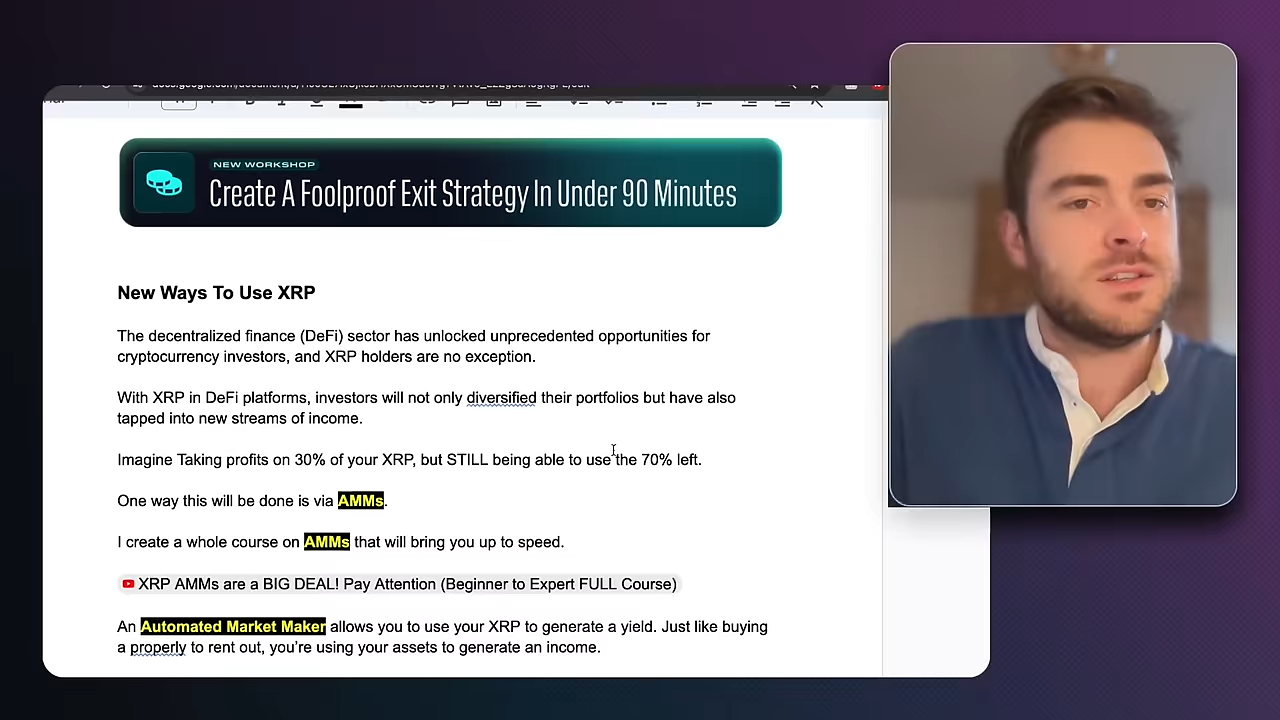 NEW WORKSHOP
Create A Foolproof Exit Strategy In Under 90 Minutes
New Ways To Use XRP
The decentralized finance (DeFi) sector has unlocked unprecedented opportunities for
cryptocurrency investors, and XRP holders are no exception.
With XRP in DeFi platforms, investors will not only diversified their portfolios but have also
tapped into new streams of income.
Imagine Taking profits on 30% of your XRP, but STILL being able to use the 70% left.
One way this will be done is via AMMs.
I create a whole course on AMMs that will bring you up to speed.
XRP AMMs are a BIG DEAL! Pay Attention (Beginner to Expert FULL Course)
An Automated Market Maker allows you to use your XRP to generate a yield. Just like buying
a properly to rent out, you’re using your assets to generate an income.